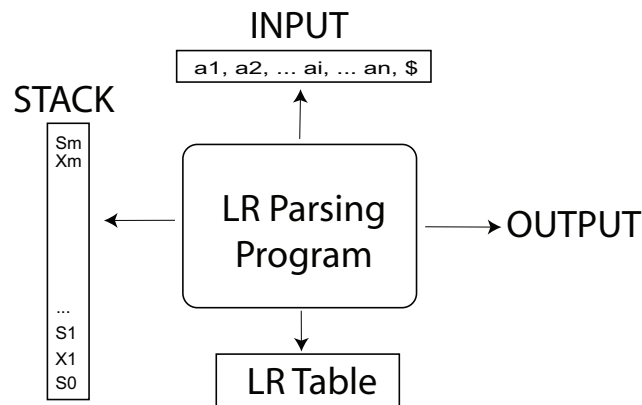 INPUT
a1, a2, ... ai, ... an, $
STACK
Sm
Xm
...
S1
X1
S0
LR Parsing
Program
OUTPUT
LR Table